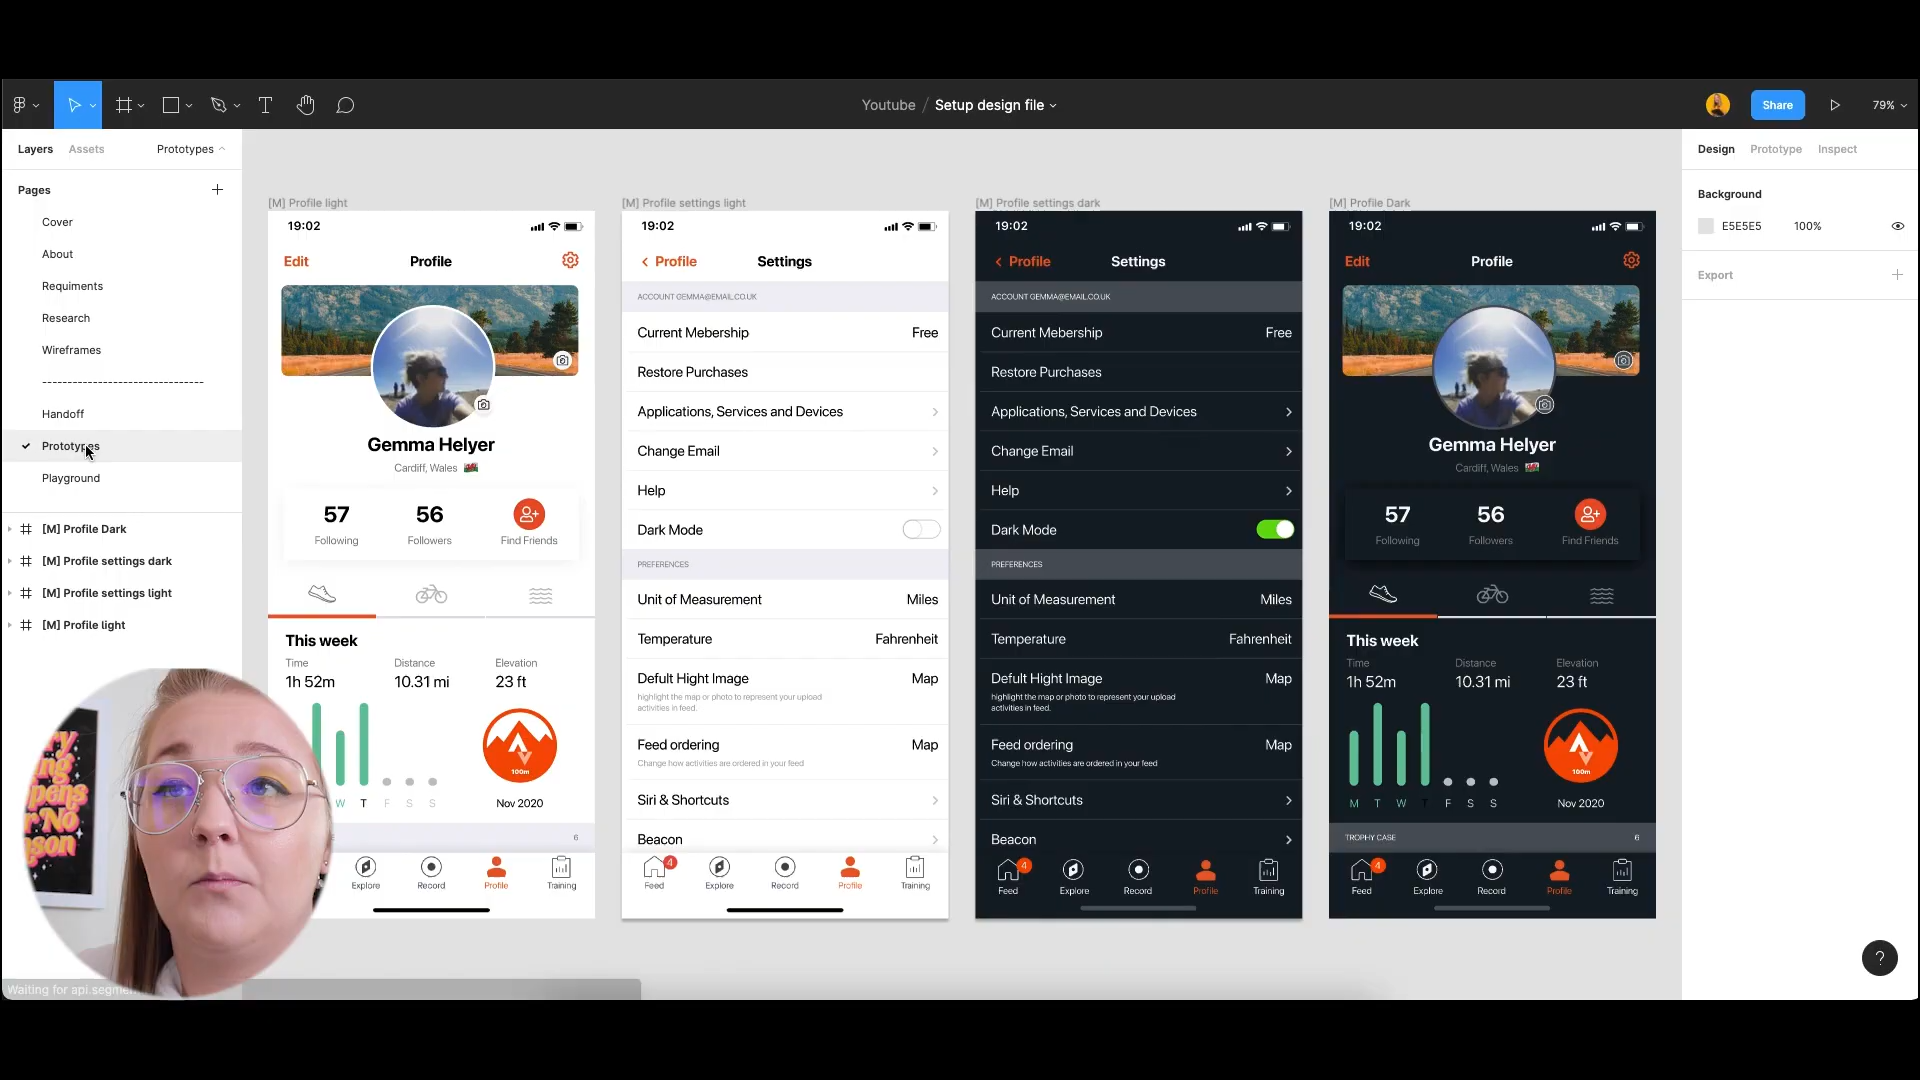 Youtube / Setup design file
Share
79%
Layers
Assets
Prototypes
Pages
Cover
About
Requiments
Research
Wireframes
--------------------------------
Handoff
Prototypes
Playground
[M] Profile Dark
[M] Profile settings dark
[M] Profile settings light
[M] Profile light
Waiting for api.segmen
[M] Profile light
19:02
Edit
Profile
Gemma Helyer
Cardiff, Wales
57
56
Following
Followers
Find Friends
This week
Time
Distance
Elevation
1h 52m
10.31 mi
23 ft
W T F S S
100m
Nov 2020
6
Explore
Record
Profile
Training
[M] Profile settings light
19:02
Profile
Settings
ACCOUNT GEMMA@EMAIL.CO.UK
Current Mebership
Free
Restore Purchases
Applications, Services and Devices
Change Email
Help
Dark Mode
PREFERENCES
Unit of Measurement
Miles
Temperature
Fahrenheit
Defult Hight Image
Map
highlight the map or photo to represent your upload
activities in feed.
Feed ordering
Map
Change how activities are ordered in your feed
Siri & Shortcuts
Beacon
4
Feed
Explore
Record
Profile
Training
[M] Profile settings dark
19:02
Profile
Settings
ACCOUNT GEMMA@EMAIL.CO.UK
Current Mebership
Free
Restore Purchases
Applications, Services and Devices
Change Email
Help
Dark Mode
PREFERENCES
Unit of Measurement
Miles
Temperature
Fahrenheit
Defult Hight Image
Map
highlight the map or photo to represent your upload
activities in feed.
Feed ordering
Map
Change how activities are ordered in your feed
Siri & Shortcuts
Beacon
4
Feed
Explore
Record
Profile
Training
[M] Profile Dark
19:02
Edit
Profile
Gemma Helyer
Cardiff, Wales
57
56
Following
Followers
Find Friends
This week
Time
Distance
Elevation
1h 52m
10.31 mi
23 ft
M T W T F S S
100m
Nov 2020
TROPHY CASE
6
4
Feed
Explore
Record
Profile
Training
Design
Prototype
Inspect
Background
E5E5E5
100%
Export
?